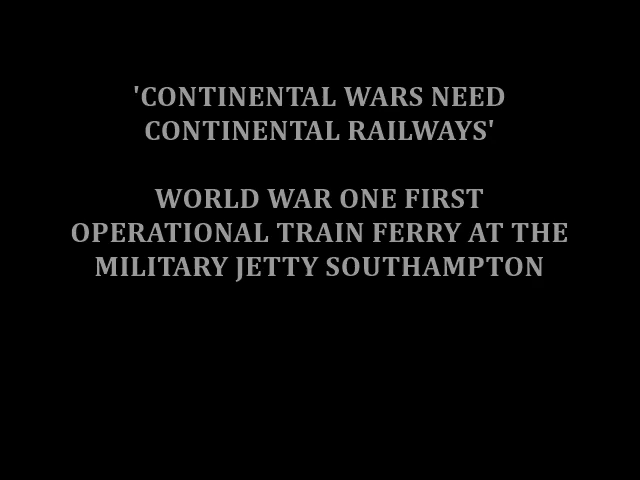 'CONTINENTAL WARS NEED
CONTINENTAL RAILWAYS'
WORLD WAR ONE FIRST
OPERATIONAL TRAIN FERRY AT THE
MILITARY JETTY SOUTHAMPTON